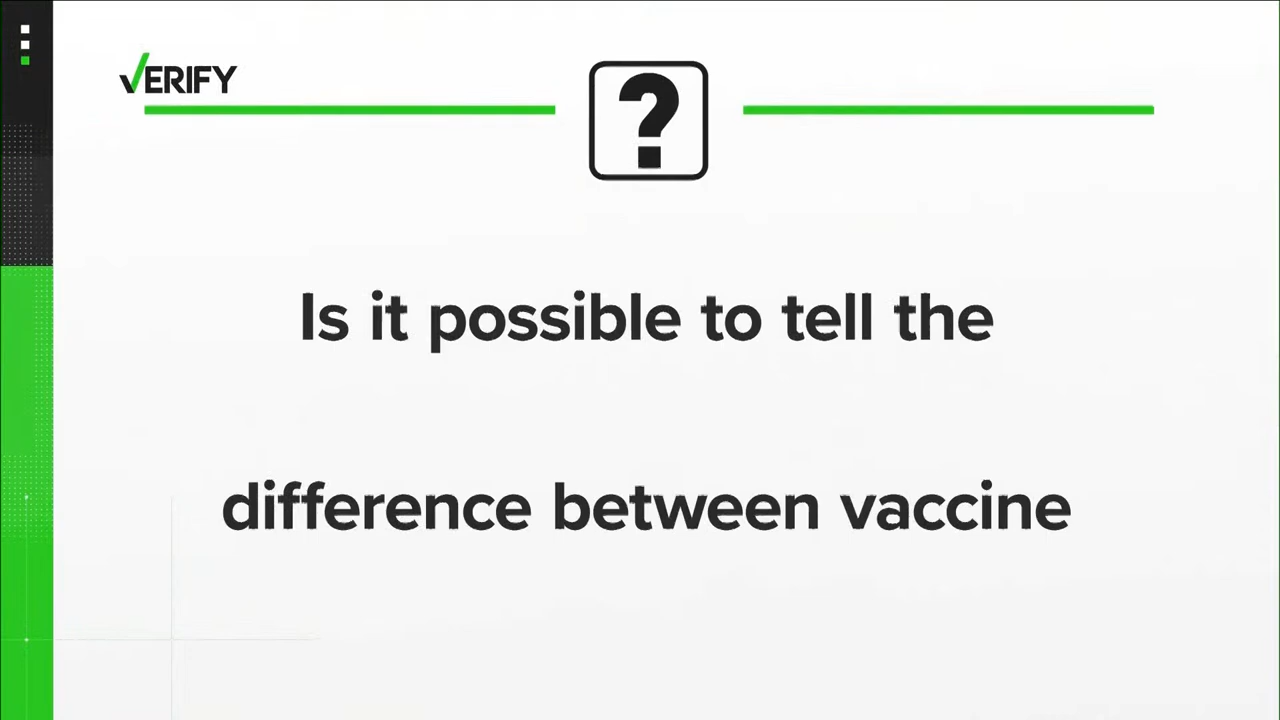 VERIFY
?
Is it possible to tell the
difference between vaccine